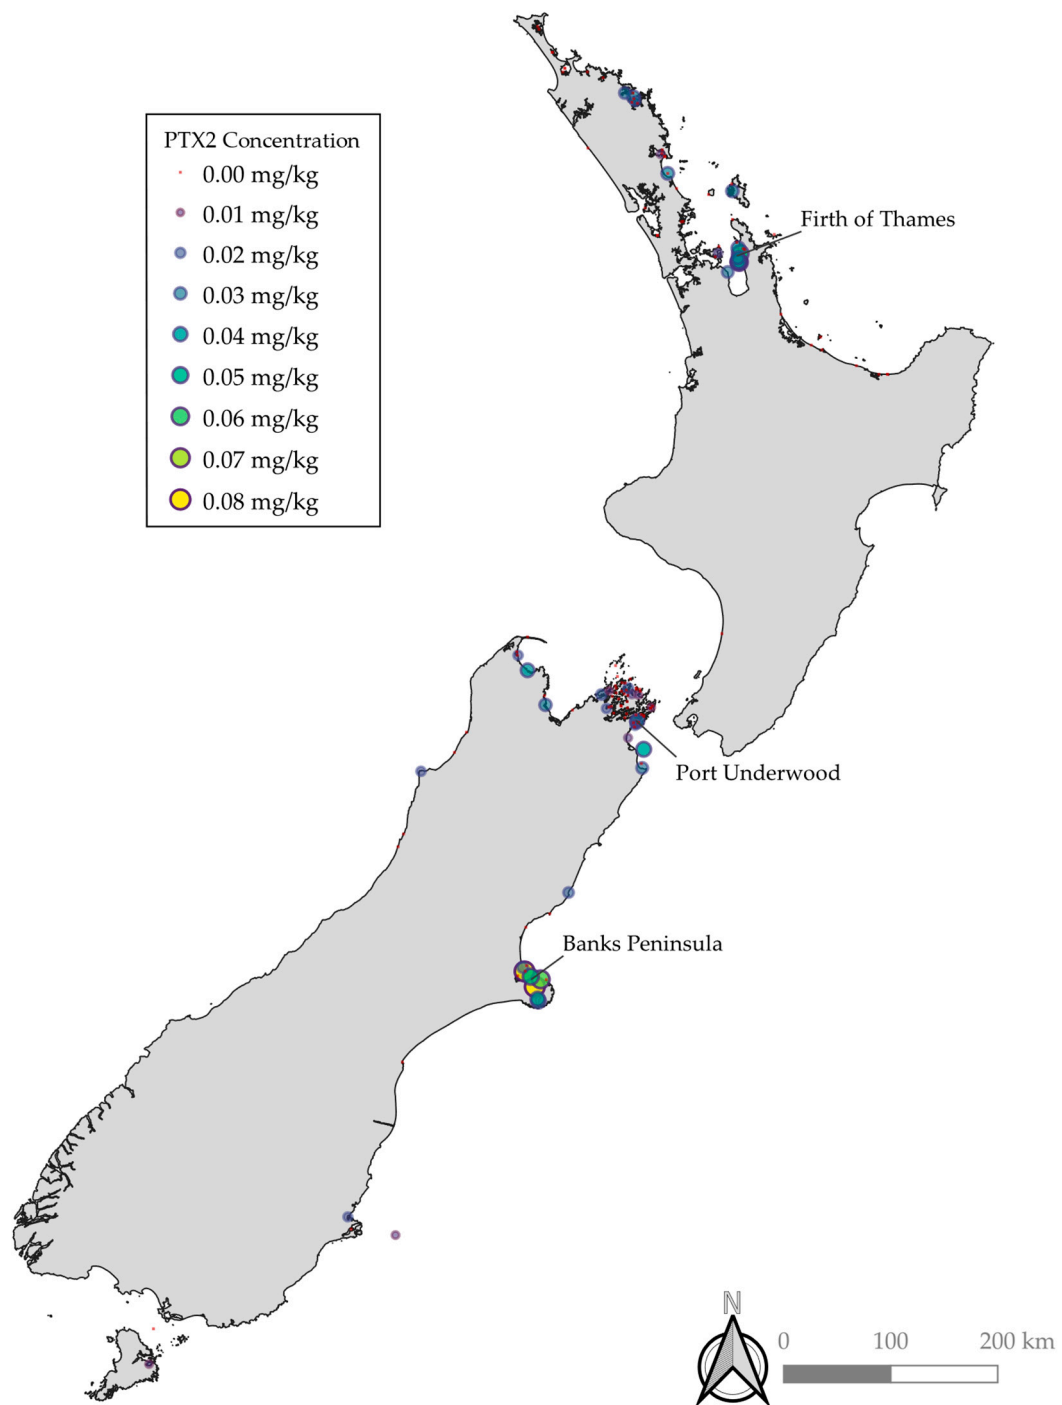 PTX2 Concentration
0.00 mg/kg
0.01 mg/kg
0.02 mg/kg
0.03 mg/kg
0.04 mg/kg
0.05 mg/kg
0.06 mg/kg
0.07 mg/kg
0.08 mg/kg
Firth of Thames
Port Underwood
Banks Peninsula
N
0 100 200 km